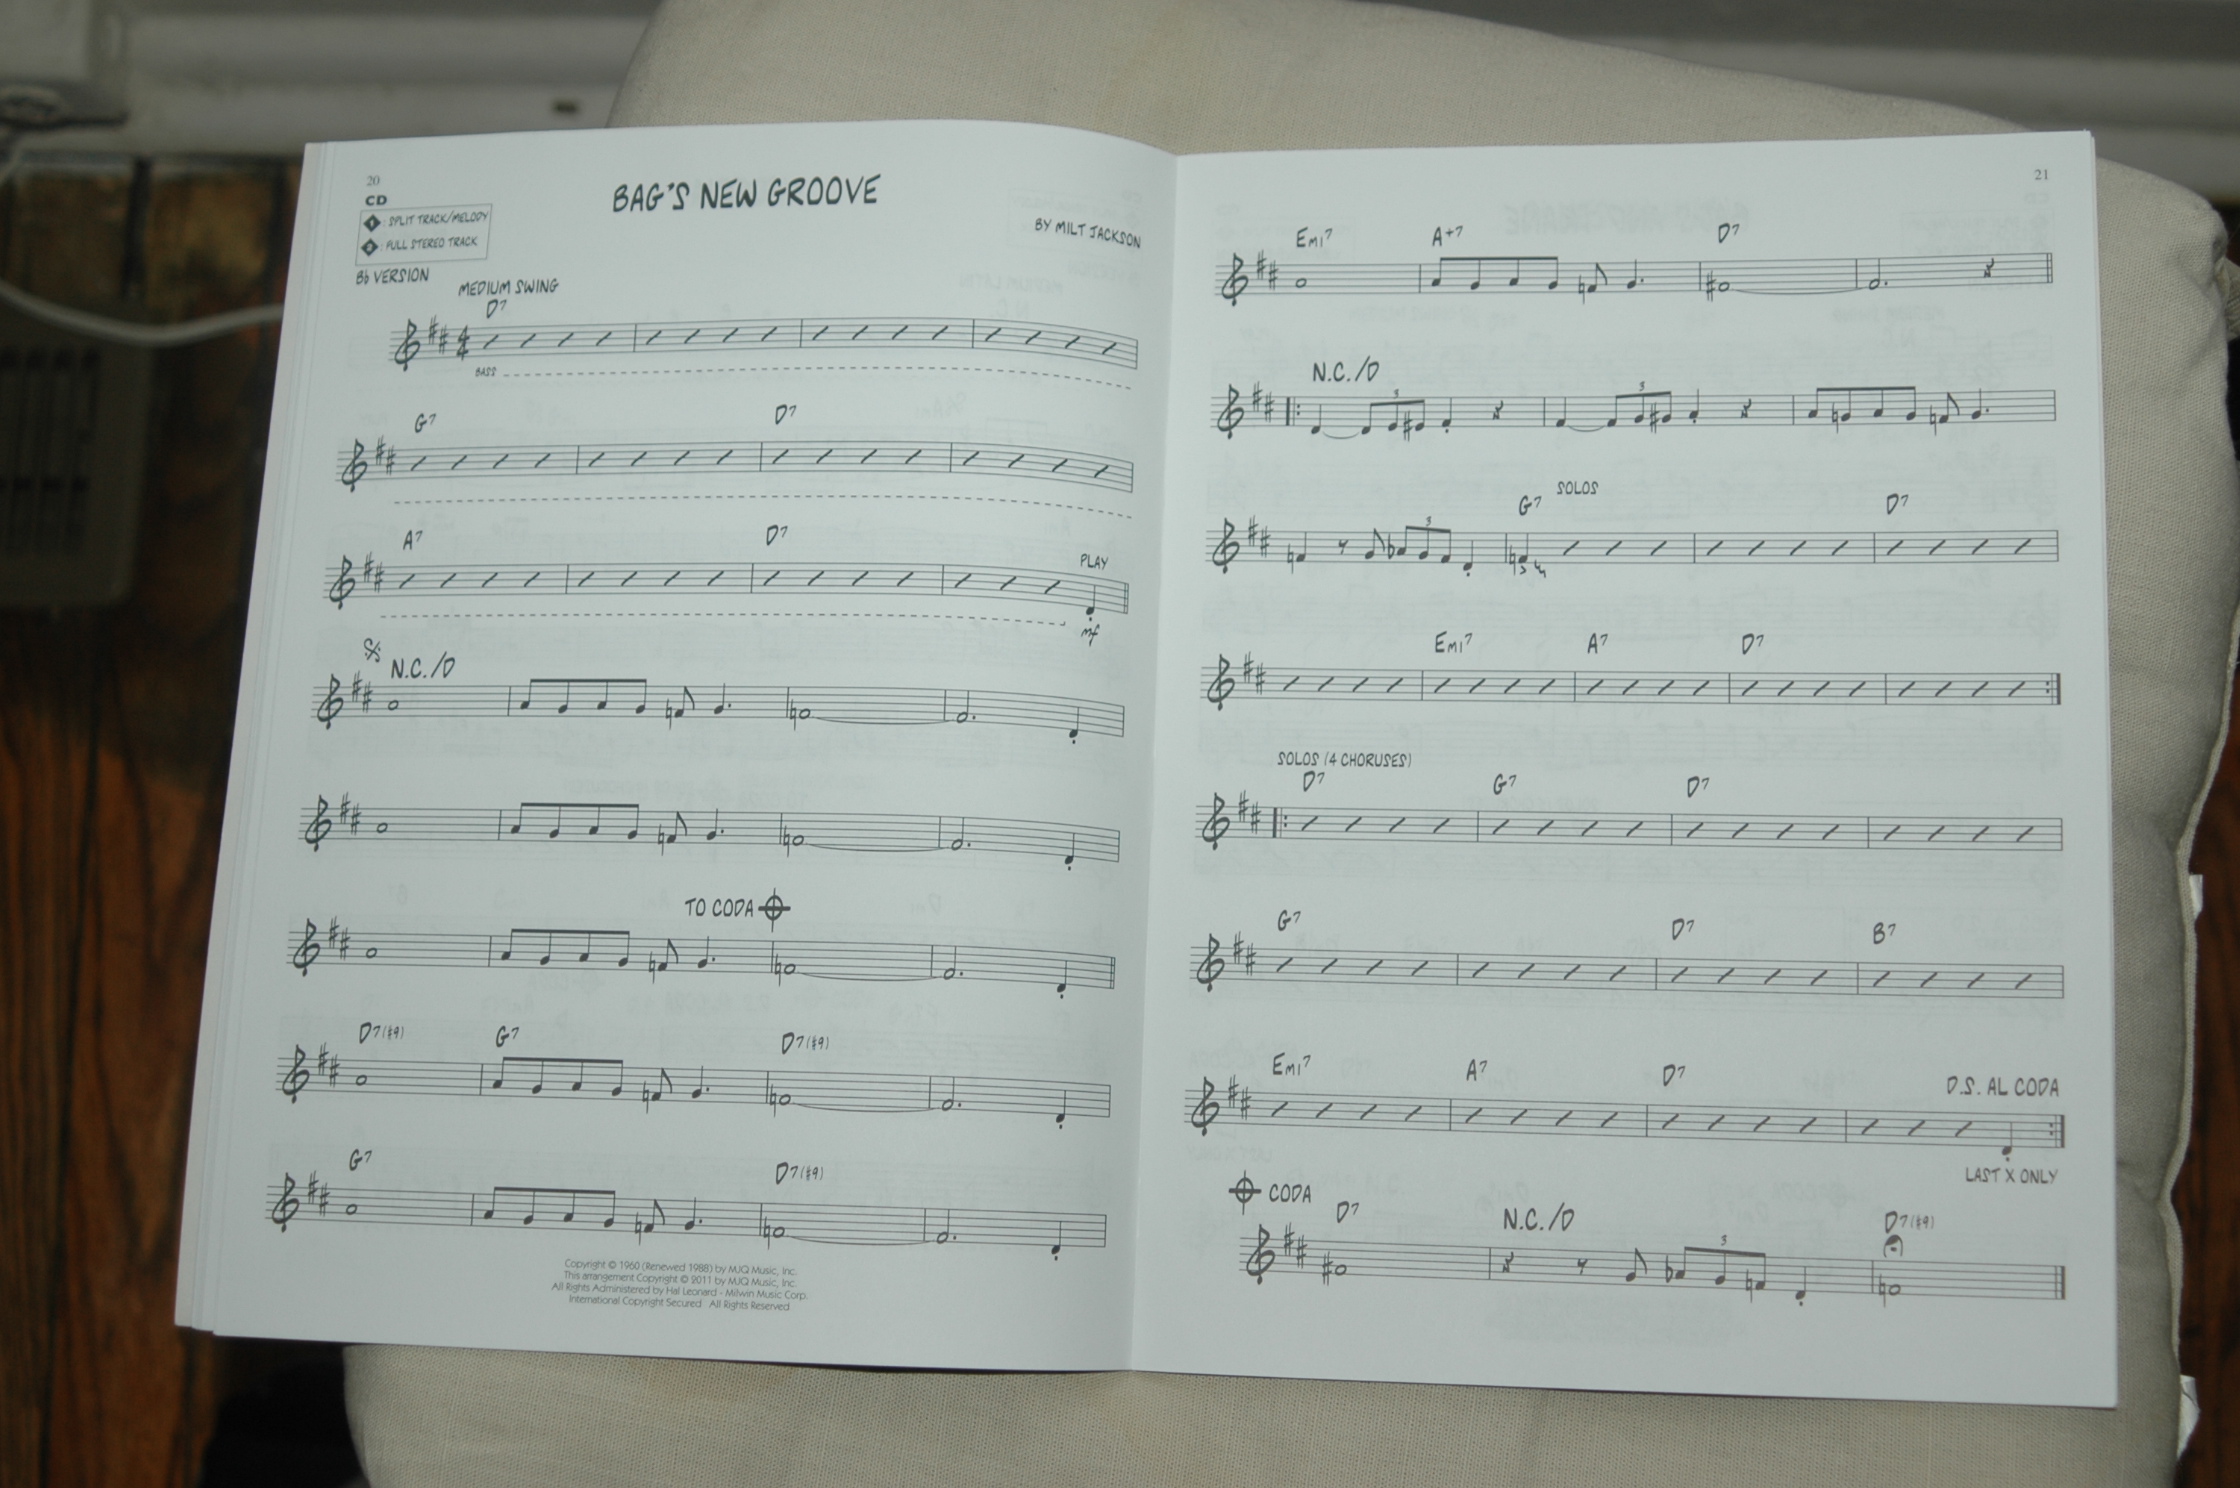 20
CD
1 : SPLIT TRACK/MELODY
2 : FULL STEREO TRACK
B♭ VERSION
BAG'S NEW GROOVE
BY MILT JACKSON
MEDIUM SWING
D7
BASS
G7 D7
A7 D7 PLAY
mf
N.C./D
TO CODA
D7(#9) G7 D7(#9)
G7 D7(#9)
Copyright © 1960 (Renewed 1988) by MJQ Music, Inc.
This arrangement Copyright © 2011 by MJQ Music, Inc.
All Rights Administered by Hal Leonard - Milwin Music Corp.
International Copyright Secured All Rights Reserved
21
EMI7 A+7 D7
N.C./D
3 3
G7 SOLOS D7
3
EMI7 A7 D7
SOLOS (4 CHORUSES)
D7 G7 D7
G7 D7 B7
EMI7 A7 D7 D.S. AL CODA
LAST X ONLY
CODA D7 N.C./D D7(#9)
3